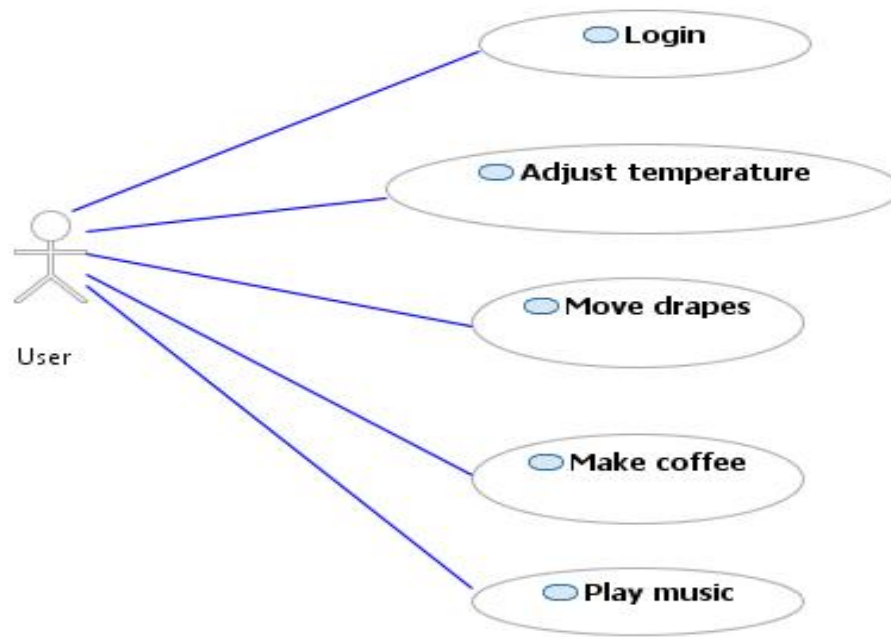 Login
Adjust temperature
Move drapes
User
Make coffee
Play music